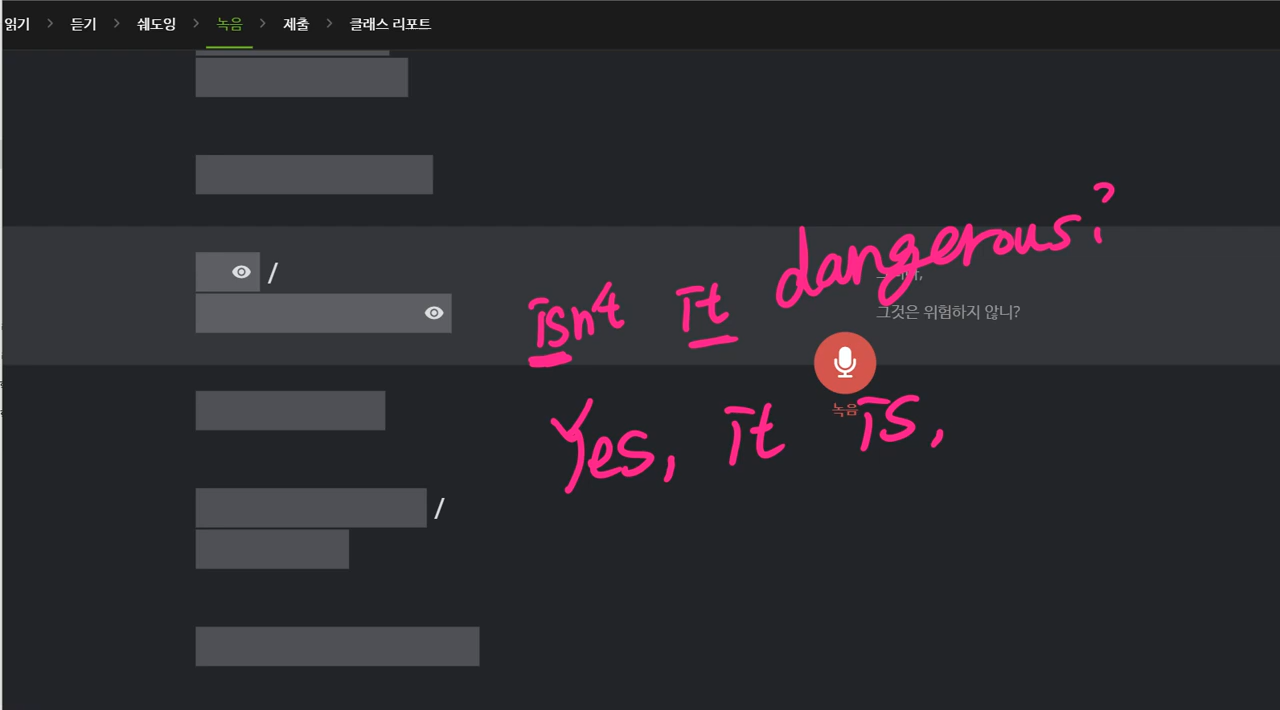 읽기 > 듣기 > 쉐도잉 > 녹음 > 제출 > 클래스 리포트
/
isn't it dangerous?
그것은 위험하지 않니?
녹음
Yes, it is,
/